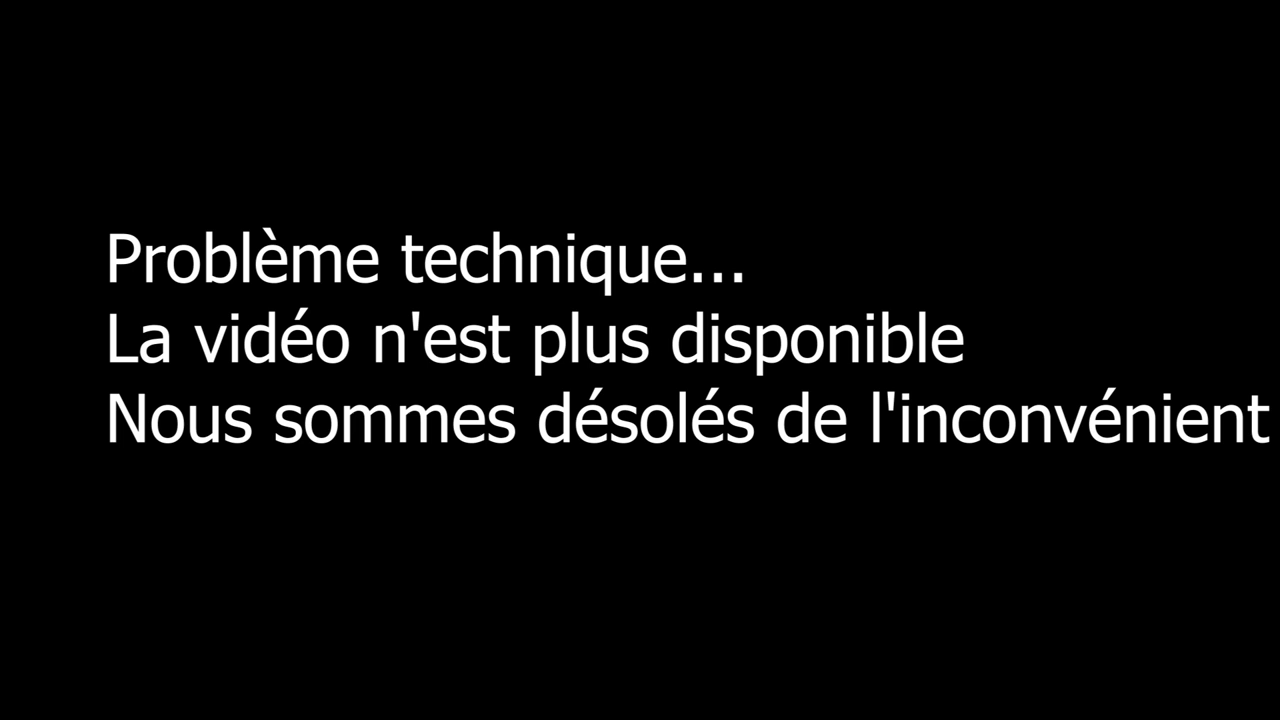 Problème technique...
La vidéo n'est plus disponible
Nous sommes désolés de l'inconvénient